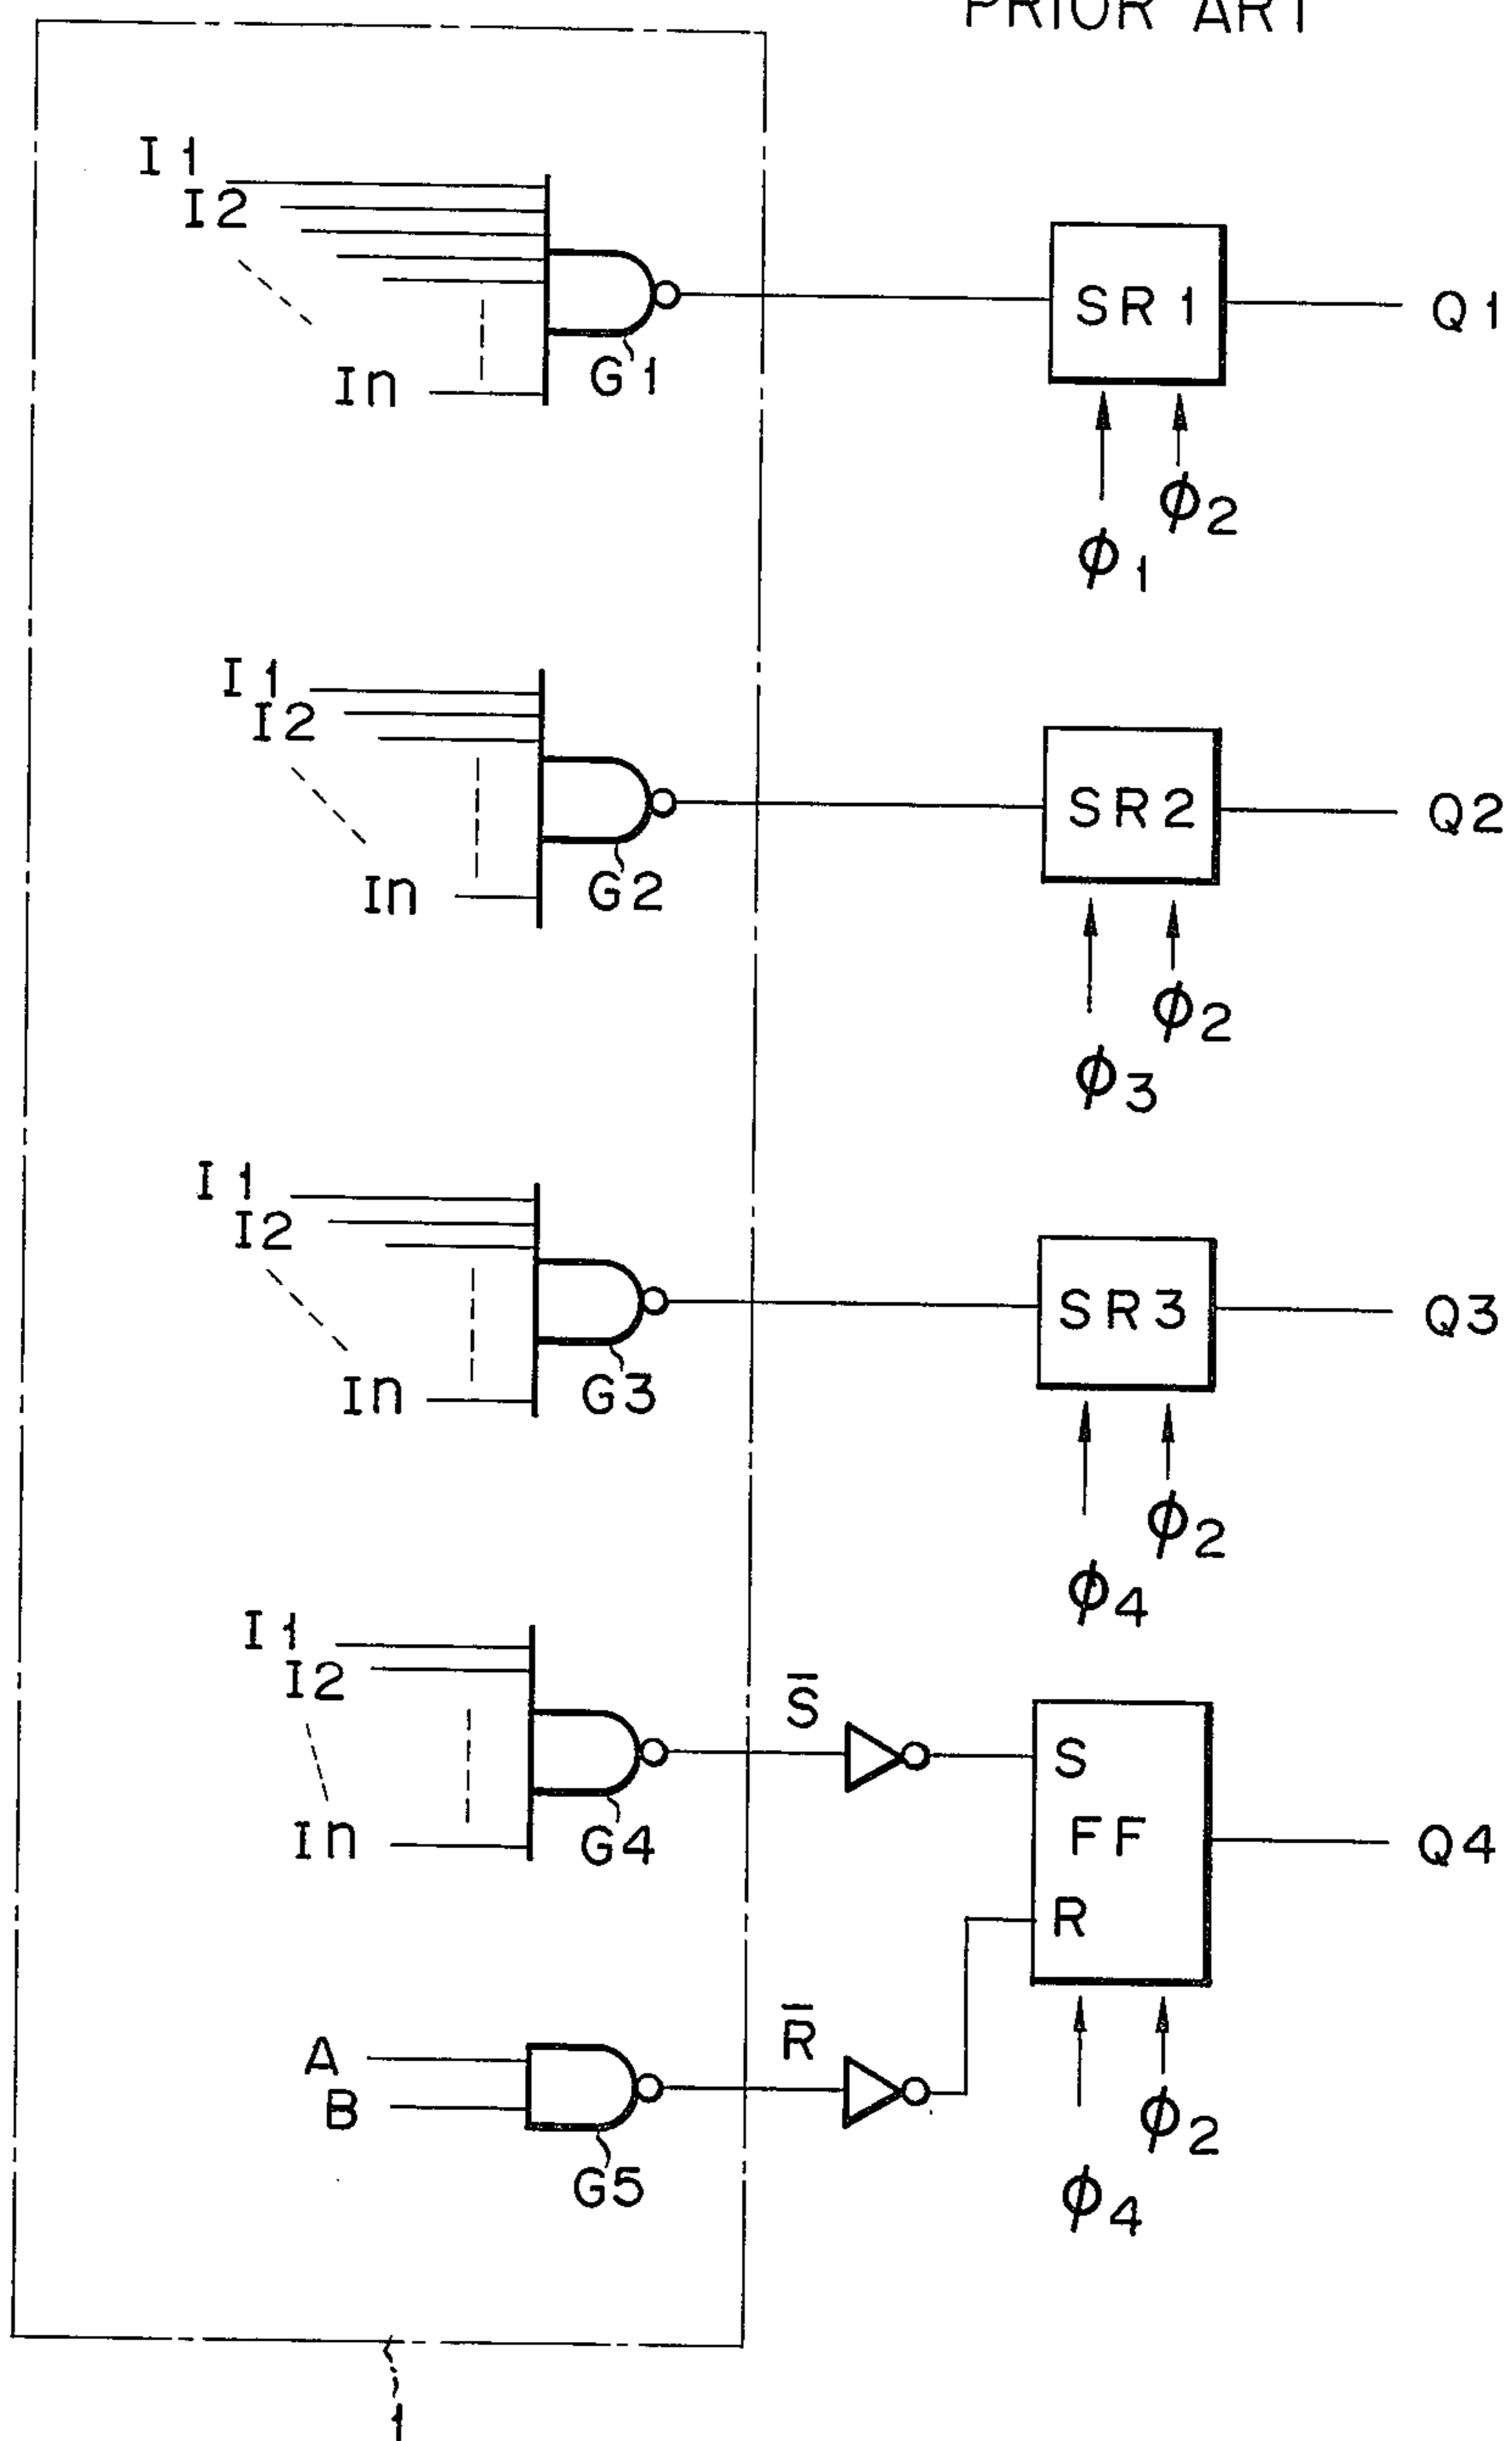 PRIOR ART
I1
I2
In
G1
SR1
Q1
ϕ2
ϕ1
I1
I2
In
G2
SR2
Q2
ϕ2
ϕ3
I1
I2
In
G3
SR3
Q3
ϕ2
ϕ4
I1
I2
In
G4
S̅
S
FF
R
Q4
A
B
G5
R̅
ϕ2
ϕ4
1